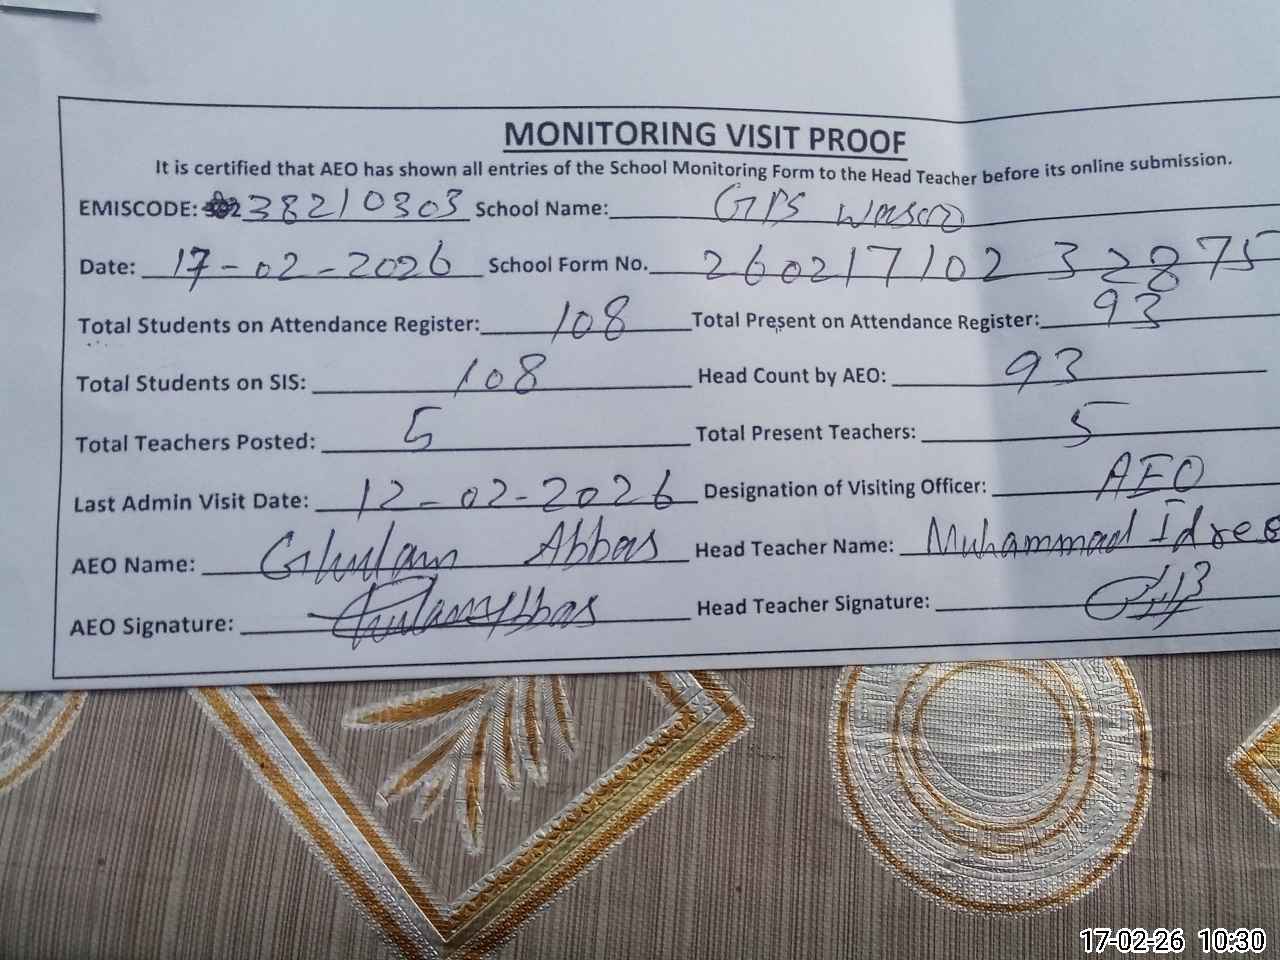 MONITORING VISIT PROOF
It is certified that AEO has shown all entries of the School Monitoring Form to the Head Teacher before its online submission.
EMISCODE: 38210303 School Name: GPS
Date: 17-02-2026 School Form No. 2602171023 2875
Total Students on Attendance Register: 108 Total Present on Attendance Register: 93
Total Students on SIS: 108 Head Count by AEO: 93
Total Teachers Posted: 5 Total Present Teachers: 5
Last Admin Visit Date: 12-02-2026 Designation of Visiting Officer: AEO
AEO Name: Ghulam Abbas Head Teacher Name: Muhammad Idres
AEO Signature: Head Teacher Signature:
17-02-26 10:30